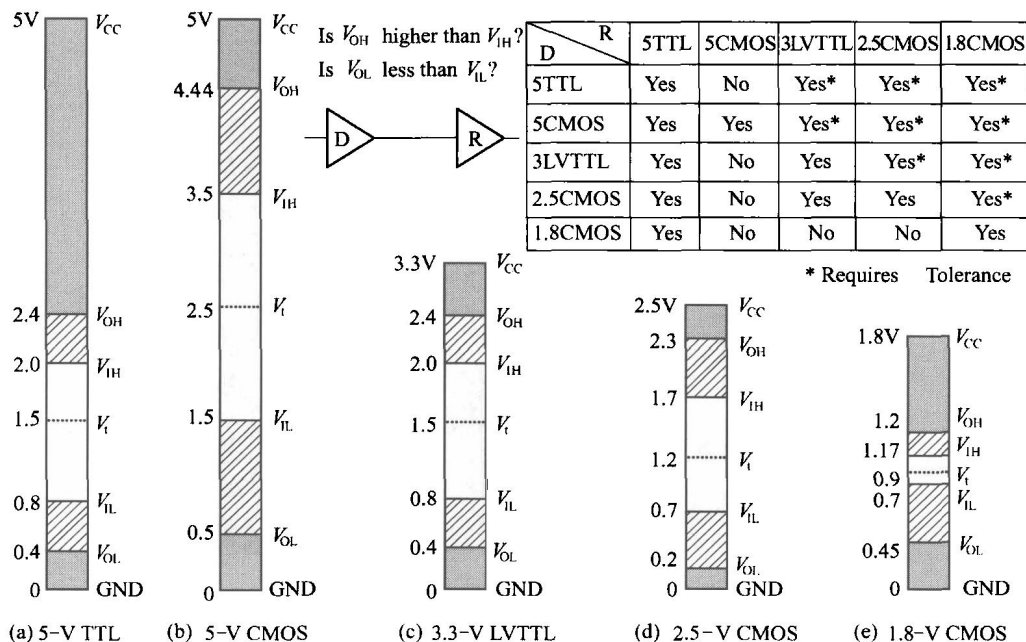 5V
V_CC
2.4
V_OH
2.0
V_IH
1.5
V_t
0.8
V_IL
0.4
V_OL
0
GND
(a) 5-V TTL
5V
V_CC
4.44
V_OH
3.5
V_IH
2.5
V_t
1.5
V_IL
0.5
V_OL
0
GND
(b) 5-V CMOS
Is V_OH higher than V_IH?
Is V_OL less than V_IL?
D
R
D R 5TTL 5CMOS 3LVTTL 2.5CMOS 1.8CMOS
5TTL Yes No Yes* Yes* Yes*
5CMOS Yes Yes Yes* Yes* Yes*
3LVTTL Yes No Yes Yes* Yes*
2.5CMOS Yes No Yes Yes Yes*
1.8CMOS Yes No No No Yes
* Requires Tolerance
3.3V
V_CC
2.4
V_OH
2.0
V_IH
1.5
V_t
0.8
V_IL
0.4
V_OL
0
GND
(c) 3.3-V LVTTL
2.5V
V_CC
2.3
V_OH
1.7
V_IH
1.2
V_t
0.7
V_IL
0.2
V_OL
0
GND
(d) 2.5-V CMOS
1.8V
V_CC
1.2
V_OH
1.17
V_IH
0.9
V_t
0.7
V_IL
0.45
V_OL
0
GND
(e) 1.8-V CMOS